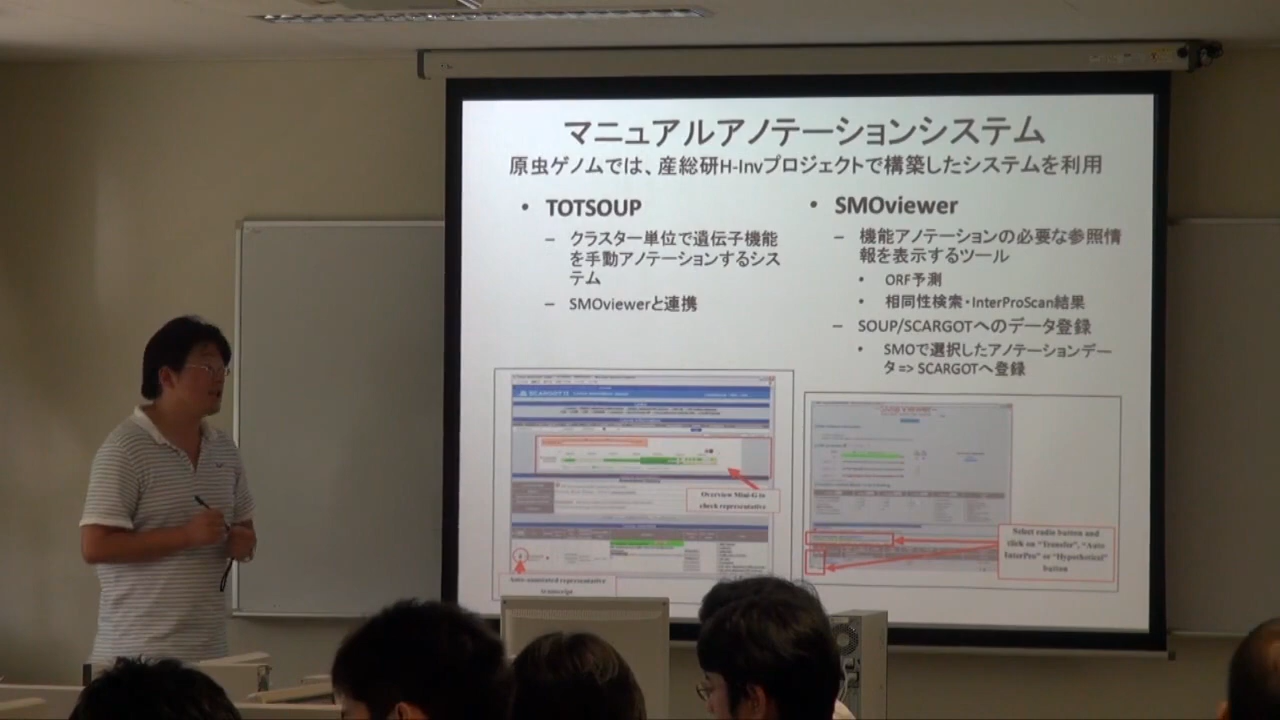 マニュアルアノテーションシステム
原虫ゲノムでは、産総研H-Invプロジェクトで構築したシステムを利用
• TOTSOUP
– クラスター単位で遺伝子機能
を手動アノテーションするシス
テム
– SMOviewerと連携
• SMOviewer
– 機能アノテーションの必要な参照情
報を表示するツール
• ORF予測
• 相同性検索・InterProScan結果
– SOUP/SCARGOTへのデータ登録
• SMOで選択したアノテーションデー
タ => SCARGOTへ登録
SCARGOT
Overview Mini-G to
check representative
Auto-annotated representative
transcript
Select radio button and
click on "Transfer", "Auto
InterPro" or "Hypothetical"
button